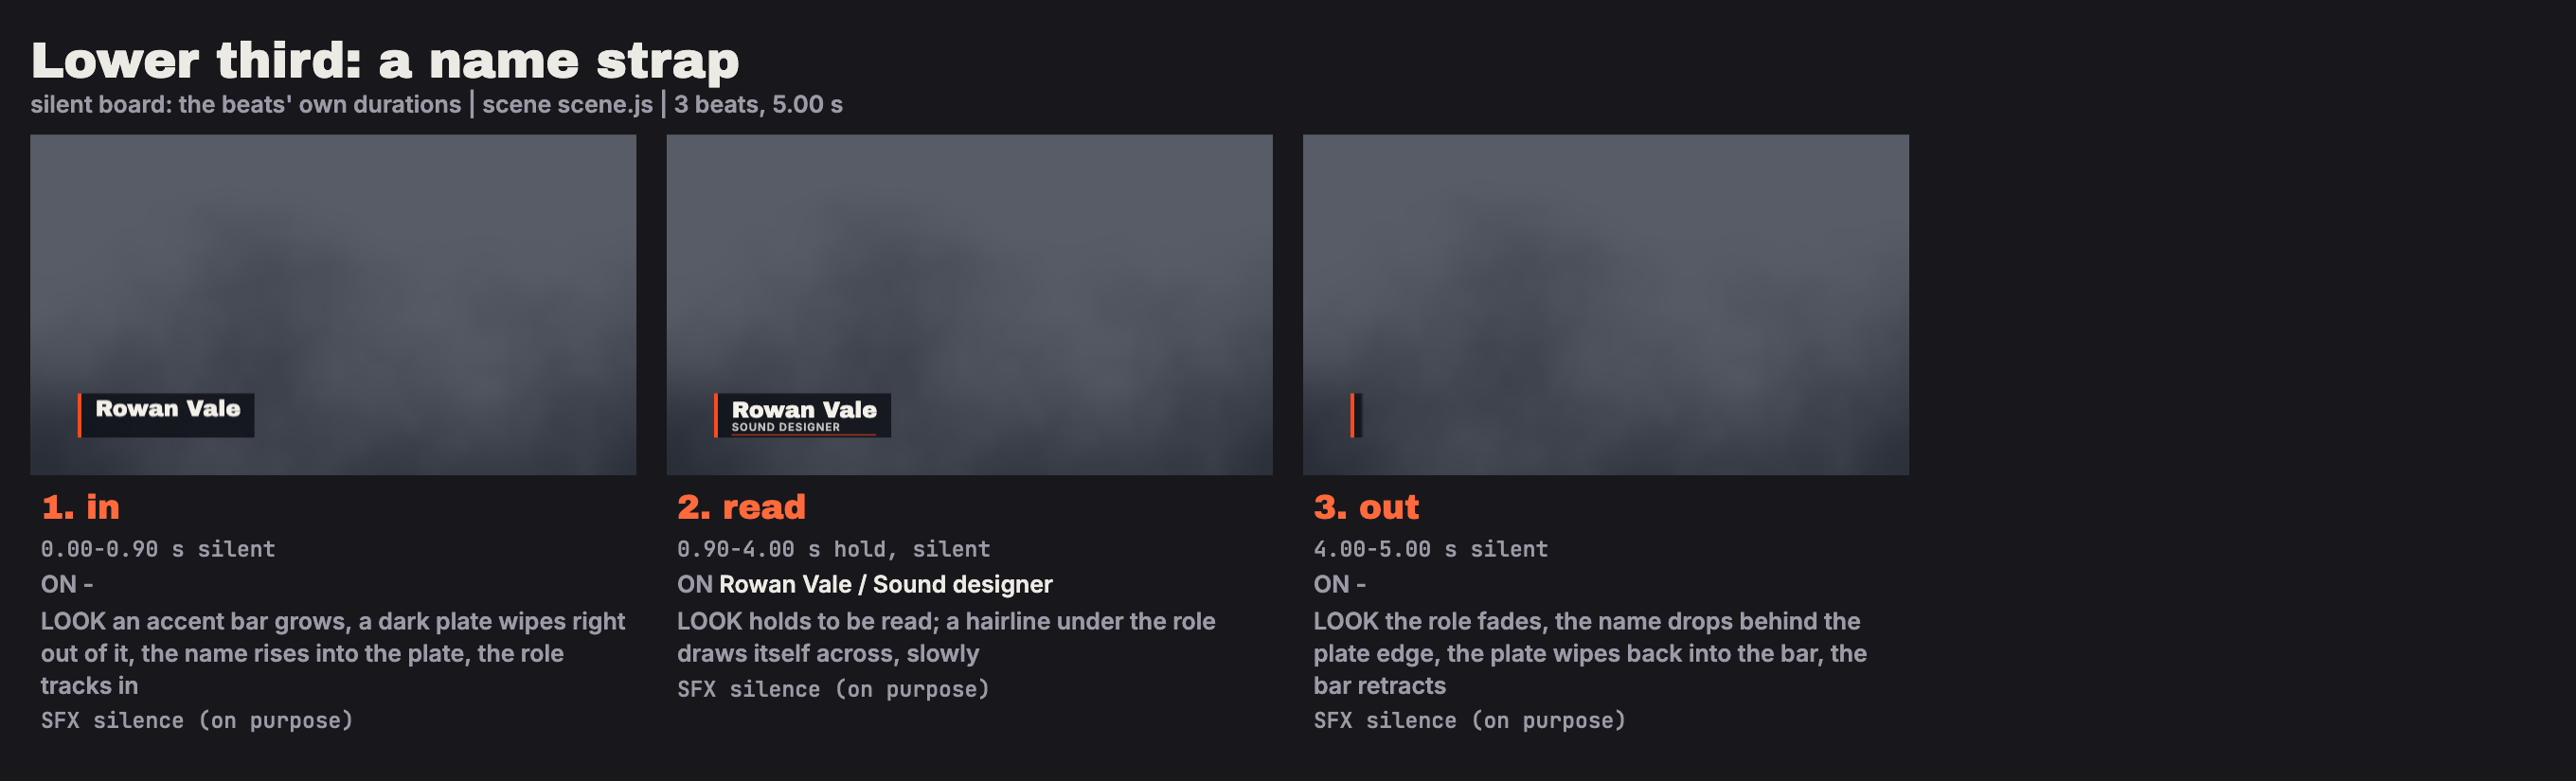 Lower third: a name strap
silent board: the beats' own durations | scene scene.js | 3 beats, 5.00 s
Rowan Vale
1. in
0.00-0.90 s silent
ON -
LOOK an accent bar grows, a dark plate wipes right
out of it, the name rises into the plate, the role
tracks in
SFX silence (on purpose)
Rowan Vale
SOUND DESIGNER
2. read
0.90-4.00 s hold, silent
ON Rowan Vale / Sound designer
LOOK holds to be read; a hairline under the role
draws itself across, slowly
SFX silence (on purpose)
3. out
4.00-5.00 s silent
ON -
LOOK the role fades, the name drops behind the
plate edge, the plate wipes back into the bar, the
bar retracts
SFX silence (on purpose)